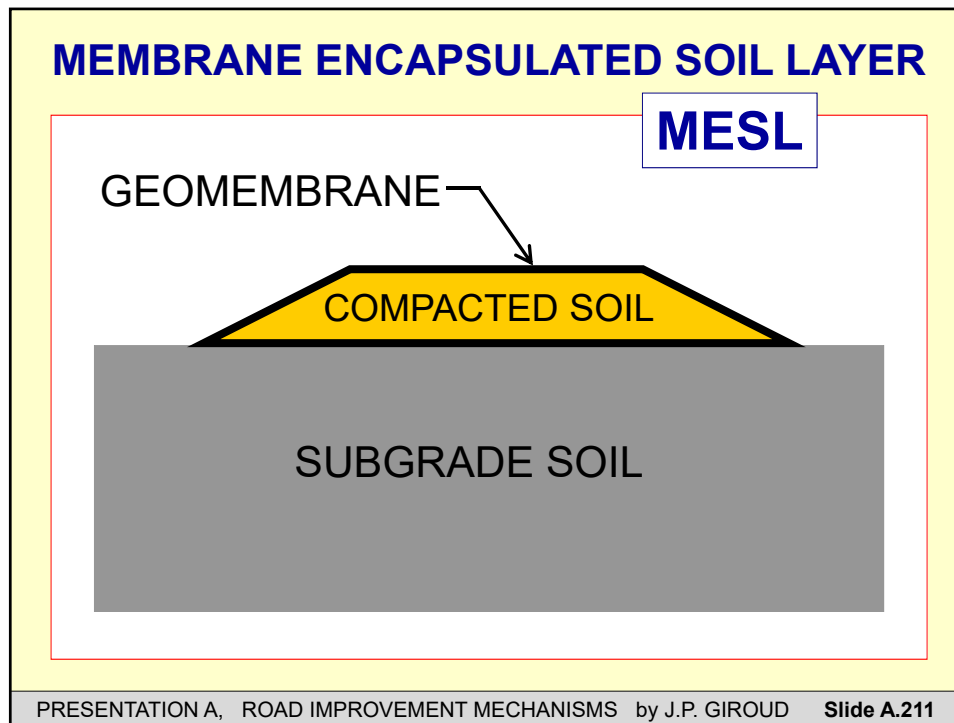 MEMBRANE ENCAPSULATED SOIL LAYER
MESL
GEOMEMBRANE
COMPACTED SOIL
SUBGRADE SOIL
PRESENTATION A, ROAD IMPROVEMENT MECHANISMS by J.P. GIROUD Slide A.211